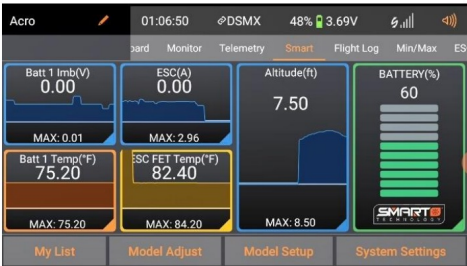 Acro 01:06:50 DSMX 48% 3.69V
oard Monitor Telemetry Smart Flight Log Min/Max ES
Batt 1 Imb(V)
0.00
MAX: 0.01
ESC(A)
0.00
MAX: 2.96
Altitude(ft)
7.50
MAX: 8.50
BATTERY(%)
60
SMART
TECHNOLOGY
Batt 1 Temp(°F)
75.20
MAX: 75.20
ESC FET Temp(°F)
82.40
MAX: 84.20
My List Model Adjust Model Setup System Settings